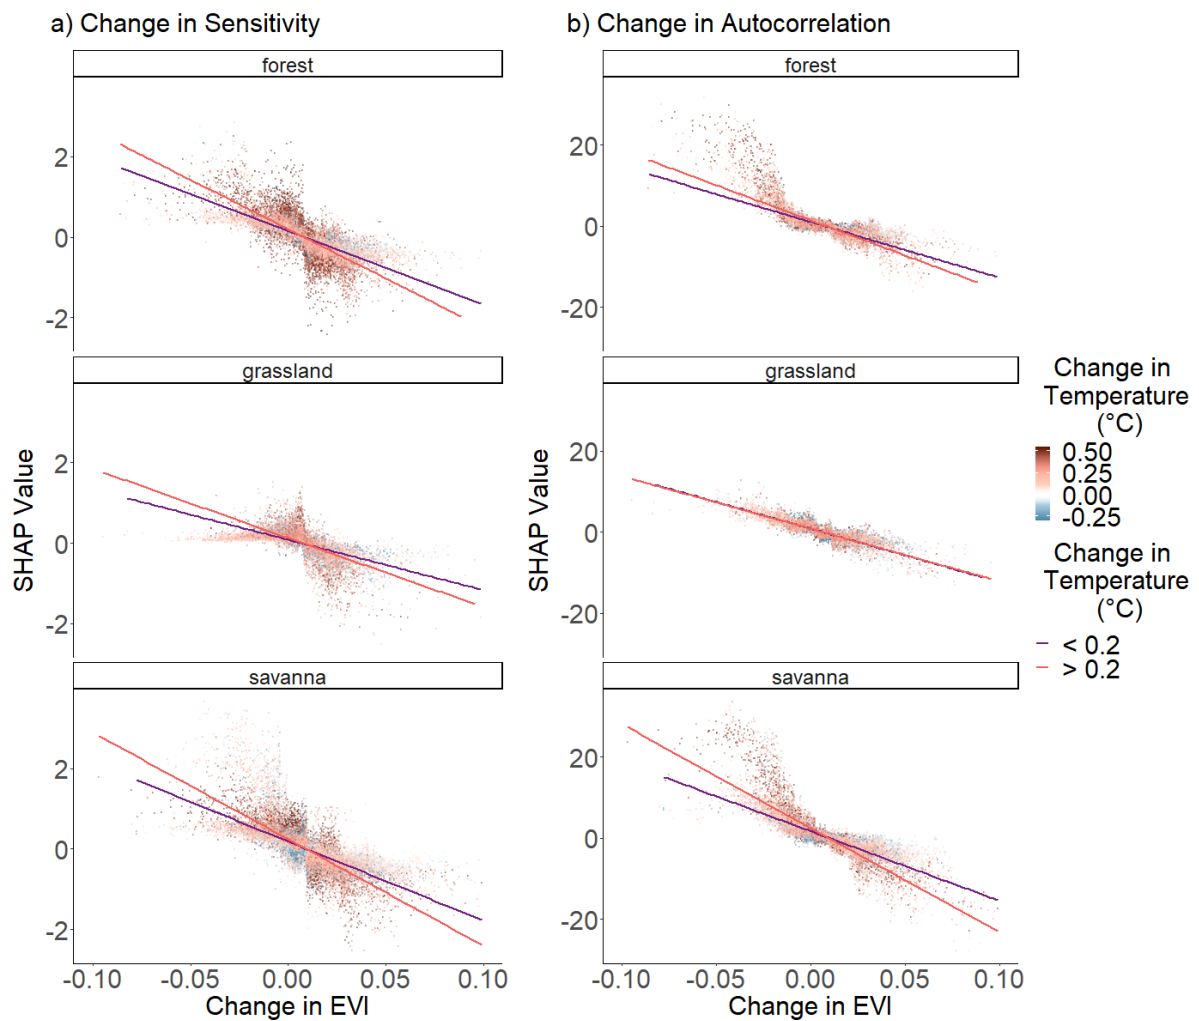 a) Change in Sensitivity
b) Change in Autocorrelation
forest
2
0
-2
forest
20
0
-20
grassland
2
0
-2
grassland
20
0
-20
savanna
2
0
-2
savanna
20
0
-20
SHAP Value
SHAP Value
-0.10 -0.05 0.00 0.05 0.10
Change in EVI
-0.10 -0.05 0.00 0.05 0.10
Change in EVI
Change in
Temperature
(°C)
0.50
0.25
0.00
-0.25
Change in
Temperature
(°C)
< 0.2
> 0.2